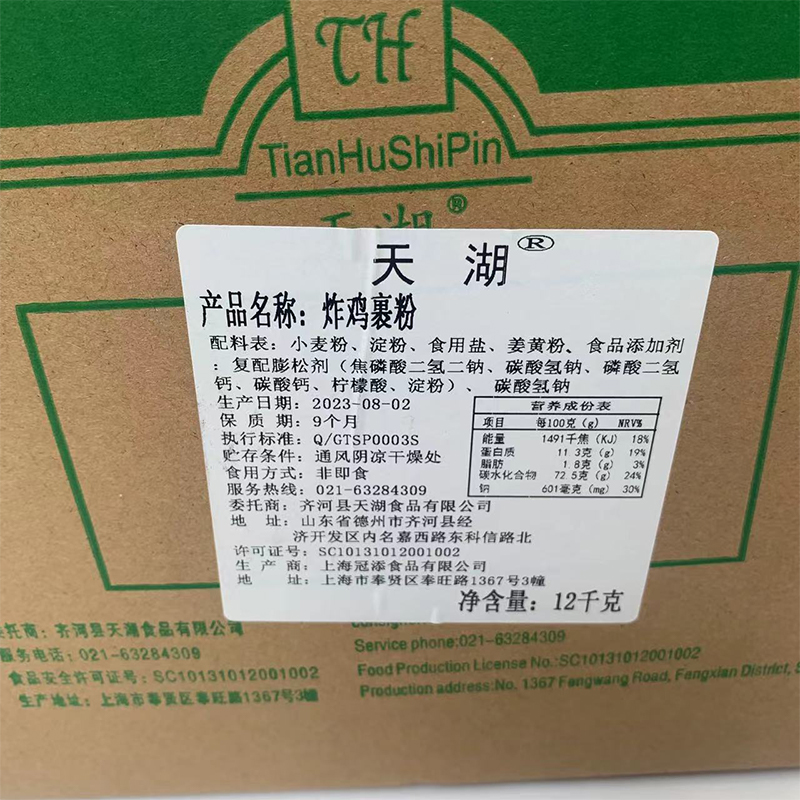 TH
TianHuShiPin
天湖®
天 湖®
产品名称：炸鸡裹粉
配料表：小麦粉、淀粉、食用盐、姜黄粉、食品添加剂
：复配膨松剂（焦磷酸二氢二钠、碳酸氢钠、磷酸二氢
钙、碳酸钙、柠檬酸、淀粉）、 碳酸氢钠
生产日期：2023-08-02
保 质 期：9个月
执行标准：Q/GTSP0003S
贮存条件：通风阴凉干燥处
食用方式：非即食
服务热线：021-63284309
营养成份表
项目 每100克(g) NRV%
能量 1491千焦（KJ) 18%
蛋白质 11.3克(g) 19%
脂肪 1.8克(g) 3%
碳水化合物 72.5克(g) 24%
钠 601毫克(mg) 30%
委托商：齐河县天湖食品有限公司
地 址：山东省德州市齐河县经
济开发区内名嘉西路东科信路北
许可证号：SC10131012001002
生 产 商：上海冠添食品有限公司
地 址：上海市奉贤区奉旺路1367号3幢
净含量：12千克
委托商：齐河县天湖食品有限公司
服务电话：021-63284309
食品安全许可证号：SC10131012001002
生产地址：上海市奉贤区奉旺路1367号3幢
Service phone:021-63284309
Food Production License No.:SC10131012001002
Production address:No. 1367 Fengwang Road, Fengxian District, S